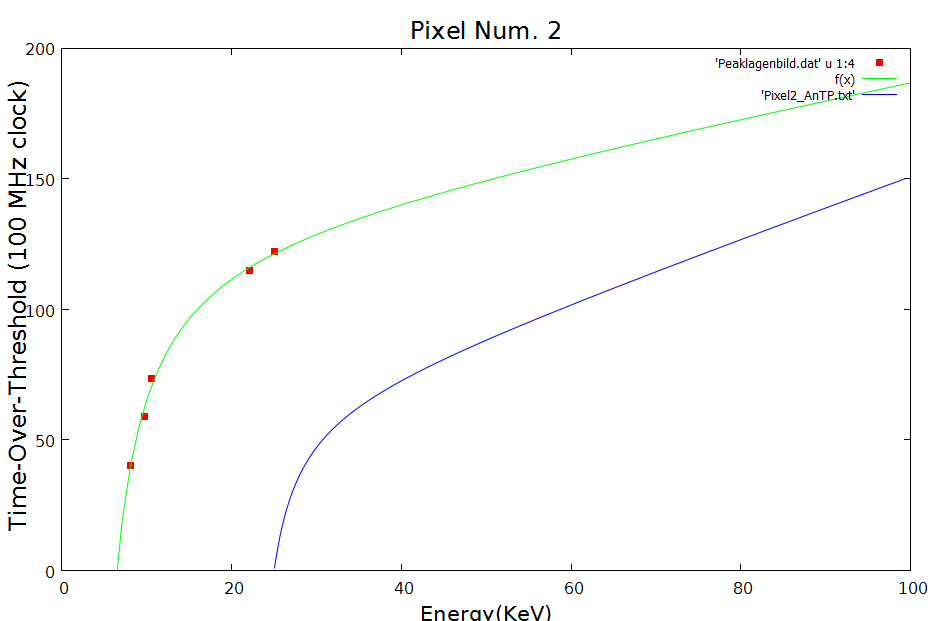 Pixel Num. 2
200
150
100
50
0
Time-Over-Threshold (100 MHz clock)
'Peaklagenbild.dat' u 1:4
f(x)
'Pixel2_AnTP.txt'
0 20 40 60 80 100
Energy(KeV)